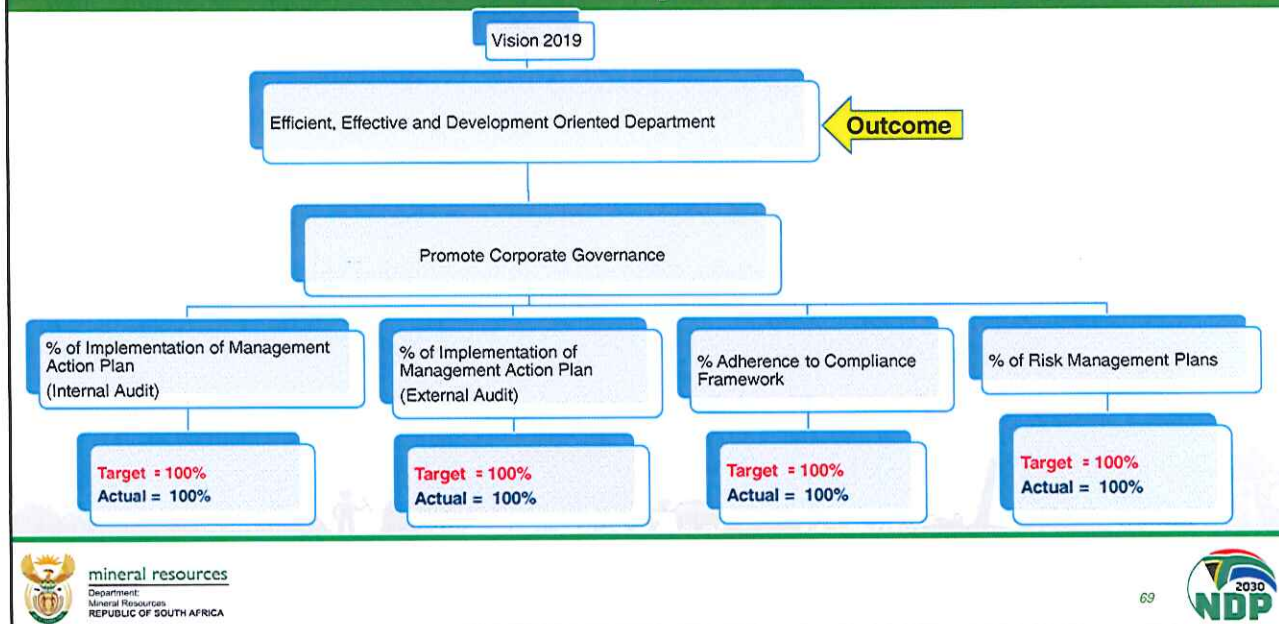 Vision 2019
Efficient, Effective and Development Oriented Department
Outcome
Promote Corporate Governance
% of Implementation of Management
Action Plan
(Internal Audit)
% of Implementation of
Management Action Plan
(External Audit)
% Adherence to Compliance
Framework
% of Risk Management Plans
Target = 100%
Actual = 100%
Target = 100%
Actual = 100%
Target = 100%
Actual = 100%
Target = 100%
Actual = 100%
mineral resources
Department:
Mineral Resources
REPUBLIC OF SOUTH AFRICA
69
2030
NDP